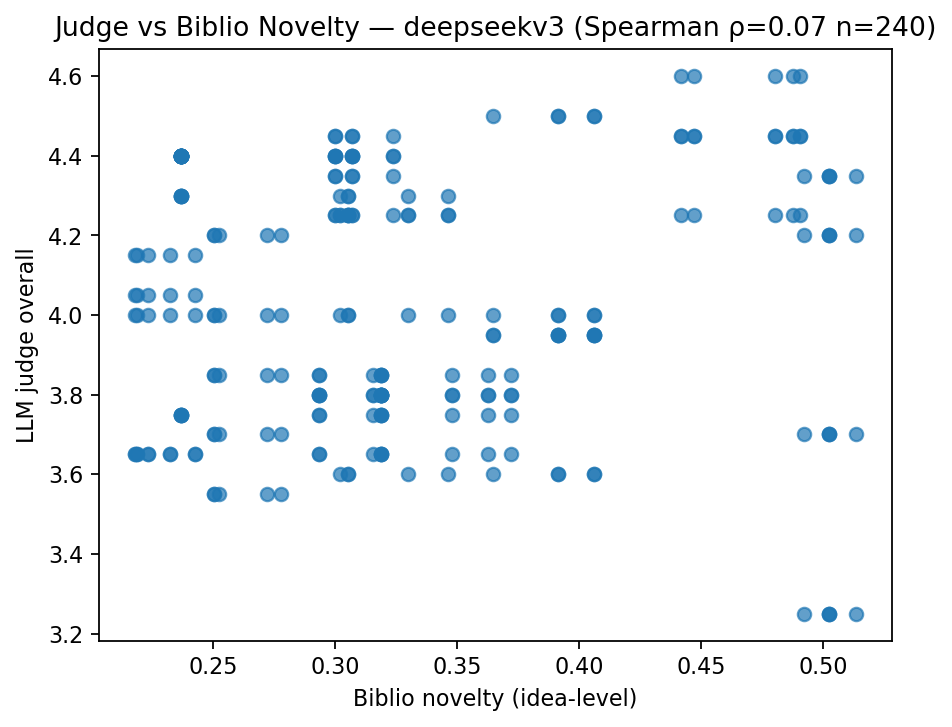 Judge vs Biblio Novelty — deepseekv3 (Spearman ρ=0.07 n=240)
4.6
4.4
4.2
4.0
3.8
3.6
3.4
3.2
LLM judge overall
0.25 0.30 0.35 0.40 0.45 0.50
Biblio novelty (idea-level)